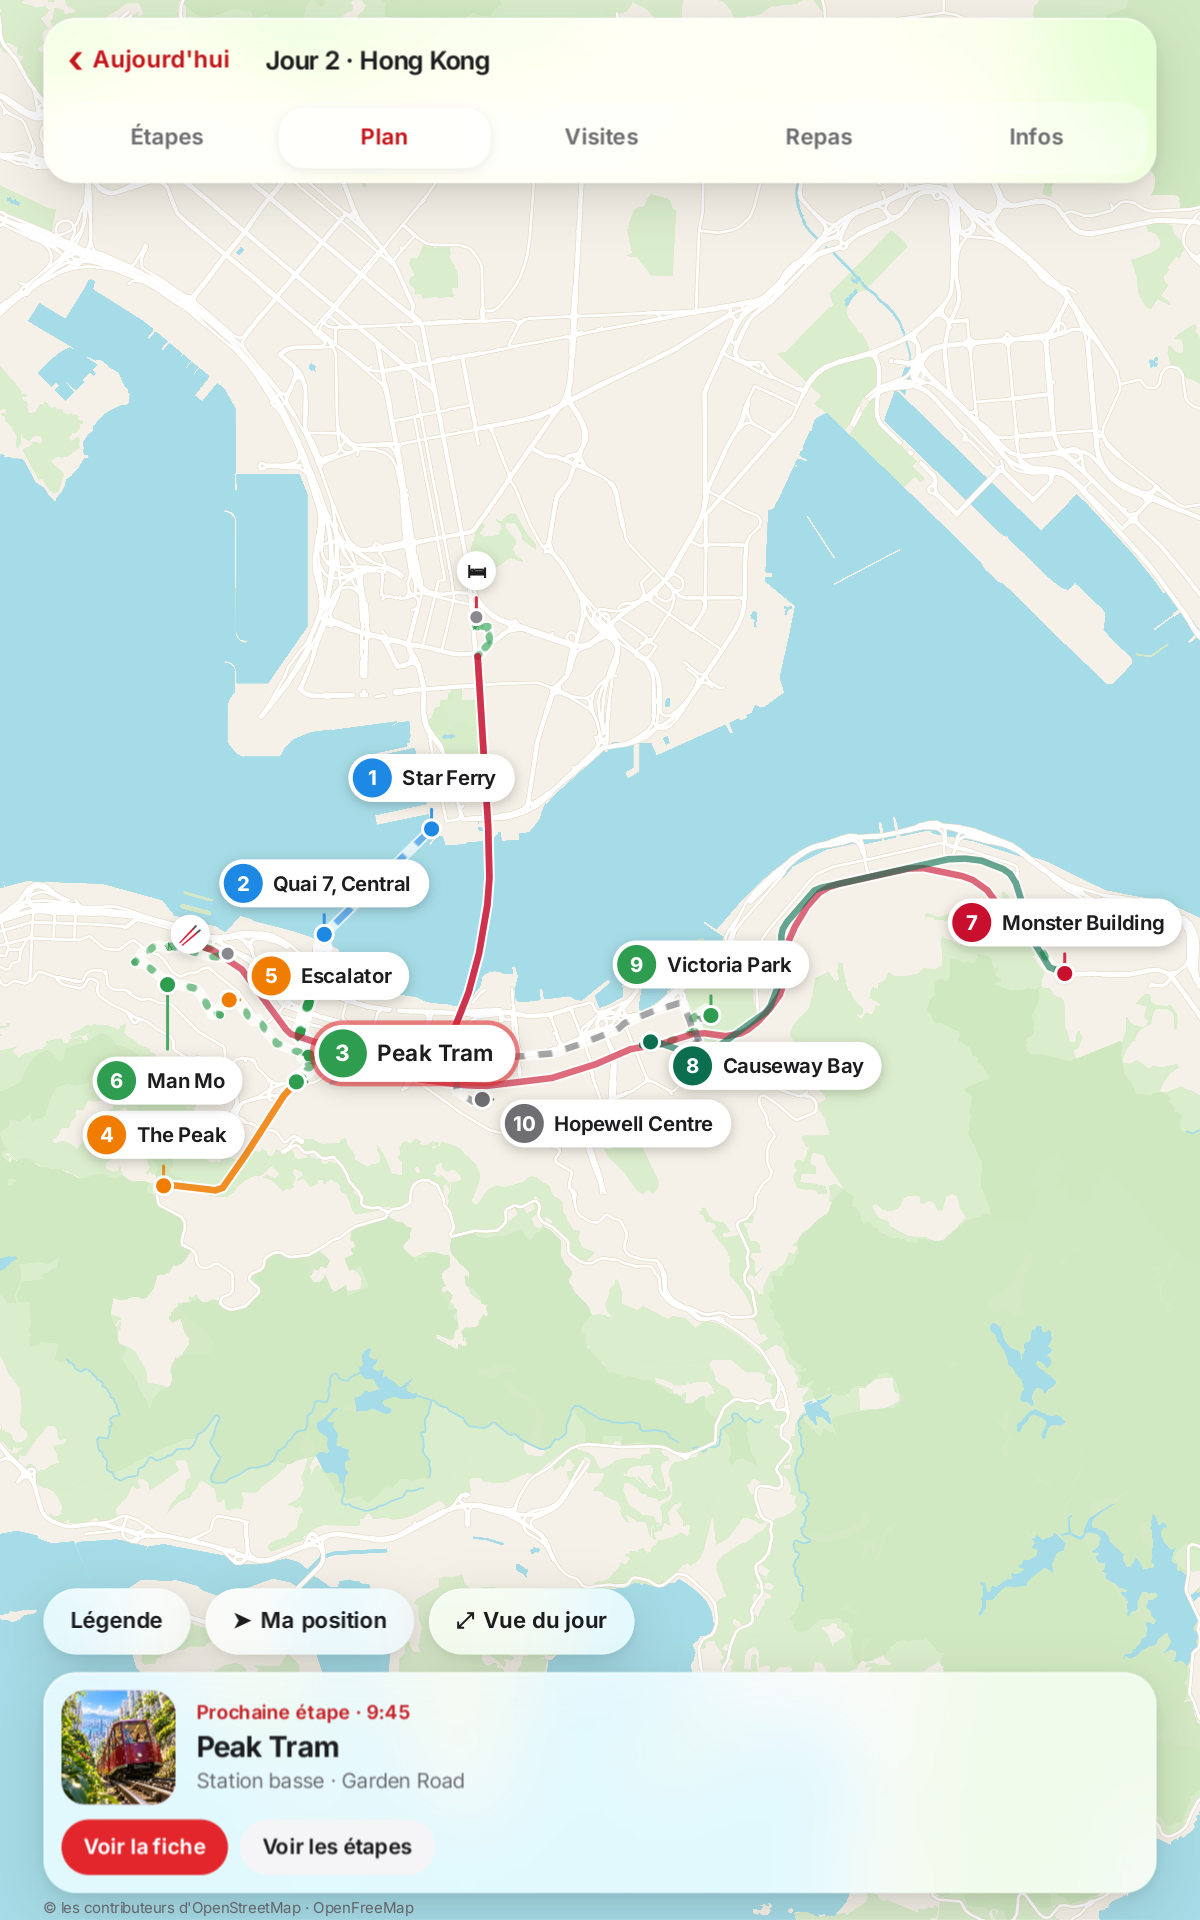 Aujourd'hui
Jour 2 · Hong Kong
Étapes
Plan
Visites
Repas
Infos
1 Star Ferry
2 Quai 7, Central
7 Monster Building
9 Victoria Park
5 Escalator
3 Peak Tram
8 Causeway Bay
6 Man Mo
10 Hopewell Centre
4 The Peak
Légende
Ma position
Vue du jour
Prochaine étape · 9:45
Peak Tram
Station basse · Garden Road
Voir la fiche
Voir les étapes
© les contributeurs d'OpenStreetMap · OpenFreeMap